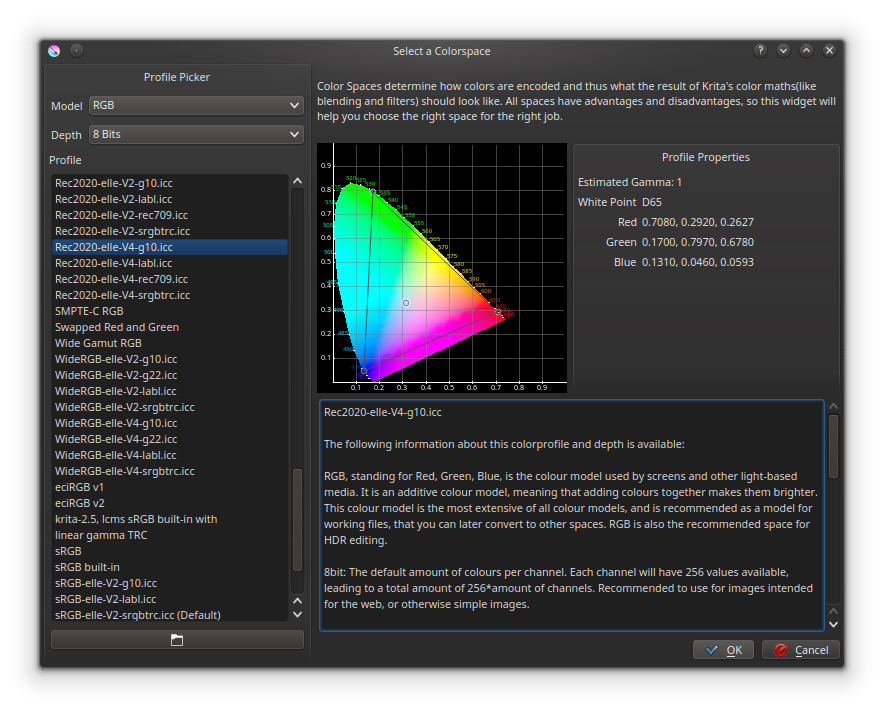 Select a Colorspace
Profile Picker
Model RGB
Depth 8 Bits
Profile
Rec2020-elle-V2-g10.icc
Rec2020-elle-V2-labl.icc
Rec2020-elle-V2-rec709.icc
Rec2020-elle-V2-srgbtrc.icc
Rec2020-elle-V4-g10.icc
Rec2020-elle-V4-labl.icc
Rec2020-elle-V4-rec709.icc
Rec2020-elle-V4-srgbtrc.icc
SMPTE-C RGB
Swapped Red and Green
Wide Gamut RGB
WideRGB-elle-V2-g10.icc
WideRGB-elle-V2-g22.icc
WideRGB-elle-V2-labl.icc
WideRGB-elle-V2-srgbtrc.icc
WideRGB-elle-V4-g10.icc
WideRGB-elle-V4-g22.icc
WideRGB-elle-V4-labl.icc
WideRGB-elle-V4-srgbtrc.icc
eciRGB v1
eciRGB v2
krita-2.5, lcms sRGB built-in with
linear gamma TRC
sRGB
sRGB built-in
sRGB-elle-V2-g10.icc
sRGB-elle-V2-labl.icc
sRGB-elle-V2-srgbtrc.icc (Default)
Color Spaces determine how colors are encoded and thus what the result of Krita's color maths(like
blending and filters) should look like. All spaces have advantages and disadvantages, so this widget will
help you choose the right space for the right job.
0.9
0.8
0.7
0.6
0.5
0.4
0.3
0.2
0.1
0.1 0.2 0.3 0.4 0.5 0.6 0.7 0.8 0.9
520
525
530
535
540
545
550
555
560
565
570
575
580
585
590
595
600
Profile Properties
Estimated Gamma: 1
White Point D65
Red 0.7080, 0.2920, 0.2627
Green 0.1700, 0.7970, 0.6780
Blue 0.1310, 0.0460, 0.0593
Rec2020-elle-V4-g10.icc
The following information about this colorprofile and depth is available:
RGB, standing for Red, Green, Blue, is the colour model used by screens and other light-based
media. It is an additive colour model, meaning that adding colours together makes them brighter.
This colour model is the most extensive of all colour models, and is recommended as a model for
working files, that you can later convert to other spaces. RGB is also the recommended space for
HDR editing.
8bit: The default amount of colours per channel. Each channel will have 256 values available,
leading to a total amount of 256*amount of channels. Recommended to use for images intended
for the web, or otherwise simple images.
OK
Cancel